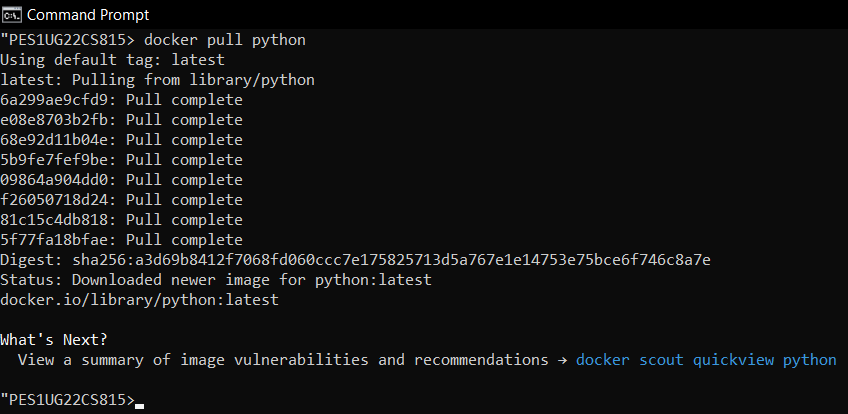 Command Prompt
"PES1UG22CS815> docker pull python
Using default tag: latest
latest: Pulling from library/python
6a299ae9cfd9: Pull complete
e08e8703b2fb: Pull complete
68e92d11b04e: Pull complete
5b9fe7fef9be: Pull complete
09864a904dd0: Pull complete
f26050718d24: Pull complete
81c15c4db818: Pull complete
5f77fa18bfae: Pull complete
Digest: sha256:a3d69b8412f7068fd060ccc7e175825713d5a767e1e14753e75bce6f746c8a7e
Status: Downloaded newer image for python:latest
docker.io/library/python:latest
What's Next?
View a summary of image vulnerabilities and recommendations → docker scout quickview python
"PES1UG22CS815>